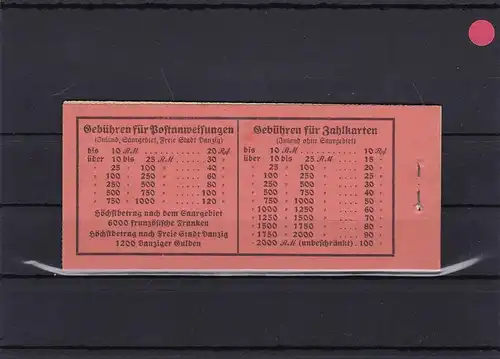 Gebühren für Postanweisungen
(Inland, Saargebiet, Freie Stadt Danzig)
bis 10 RM ..... 20 Rpf
über 10 bis 25 RM .... 30 "
" 25 " 100 " .... 40 "
" 100 " 250 " .... 60 "
" 250 " 500 " .... 80 "
" 500 " 750 " .... 100 "
" 750 " 1000 " .... 120 "
Höchstbetrag nach dem Saargebiet
6000 französische Franken
Höchstbetrag nach Freie Stadt Danzig
1200 Danziger Gulden
Gebühren für Zahlkarten
(Inland ohne Saargebiet)
bis 10 RM ..... 10 Rpf
über 10 bis 25 RM .... 15 "
" 25 " 100 " .... 20 "
" 100 " 250 " .... 25 "
" 250 " 500 " .... 30 "
" 500 " 750 " .... 40 "
" 750 " 1000 " .... 50 "
" 1000 " 1250 " .... 60 "
" 1250 " 1500 " .... 70 "
" 1500 " 1750 " .... 80 "
" 1750 " 2000 " .... 90 "
" 2000 RM (unbeschränkt) . 100 "